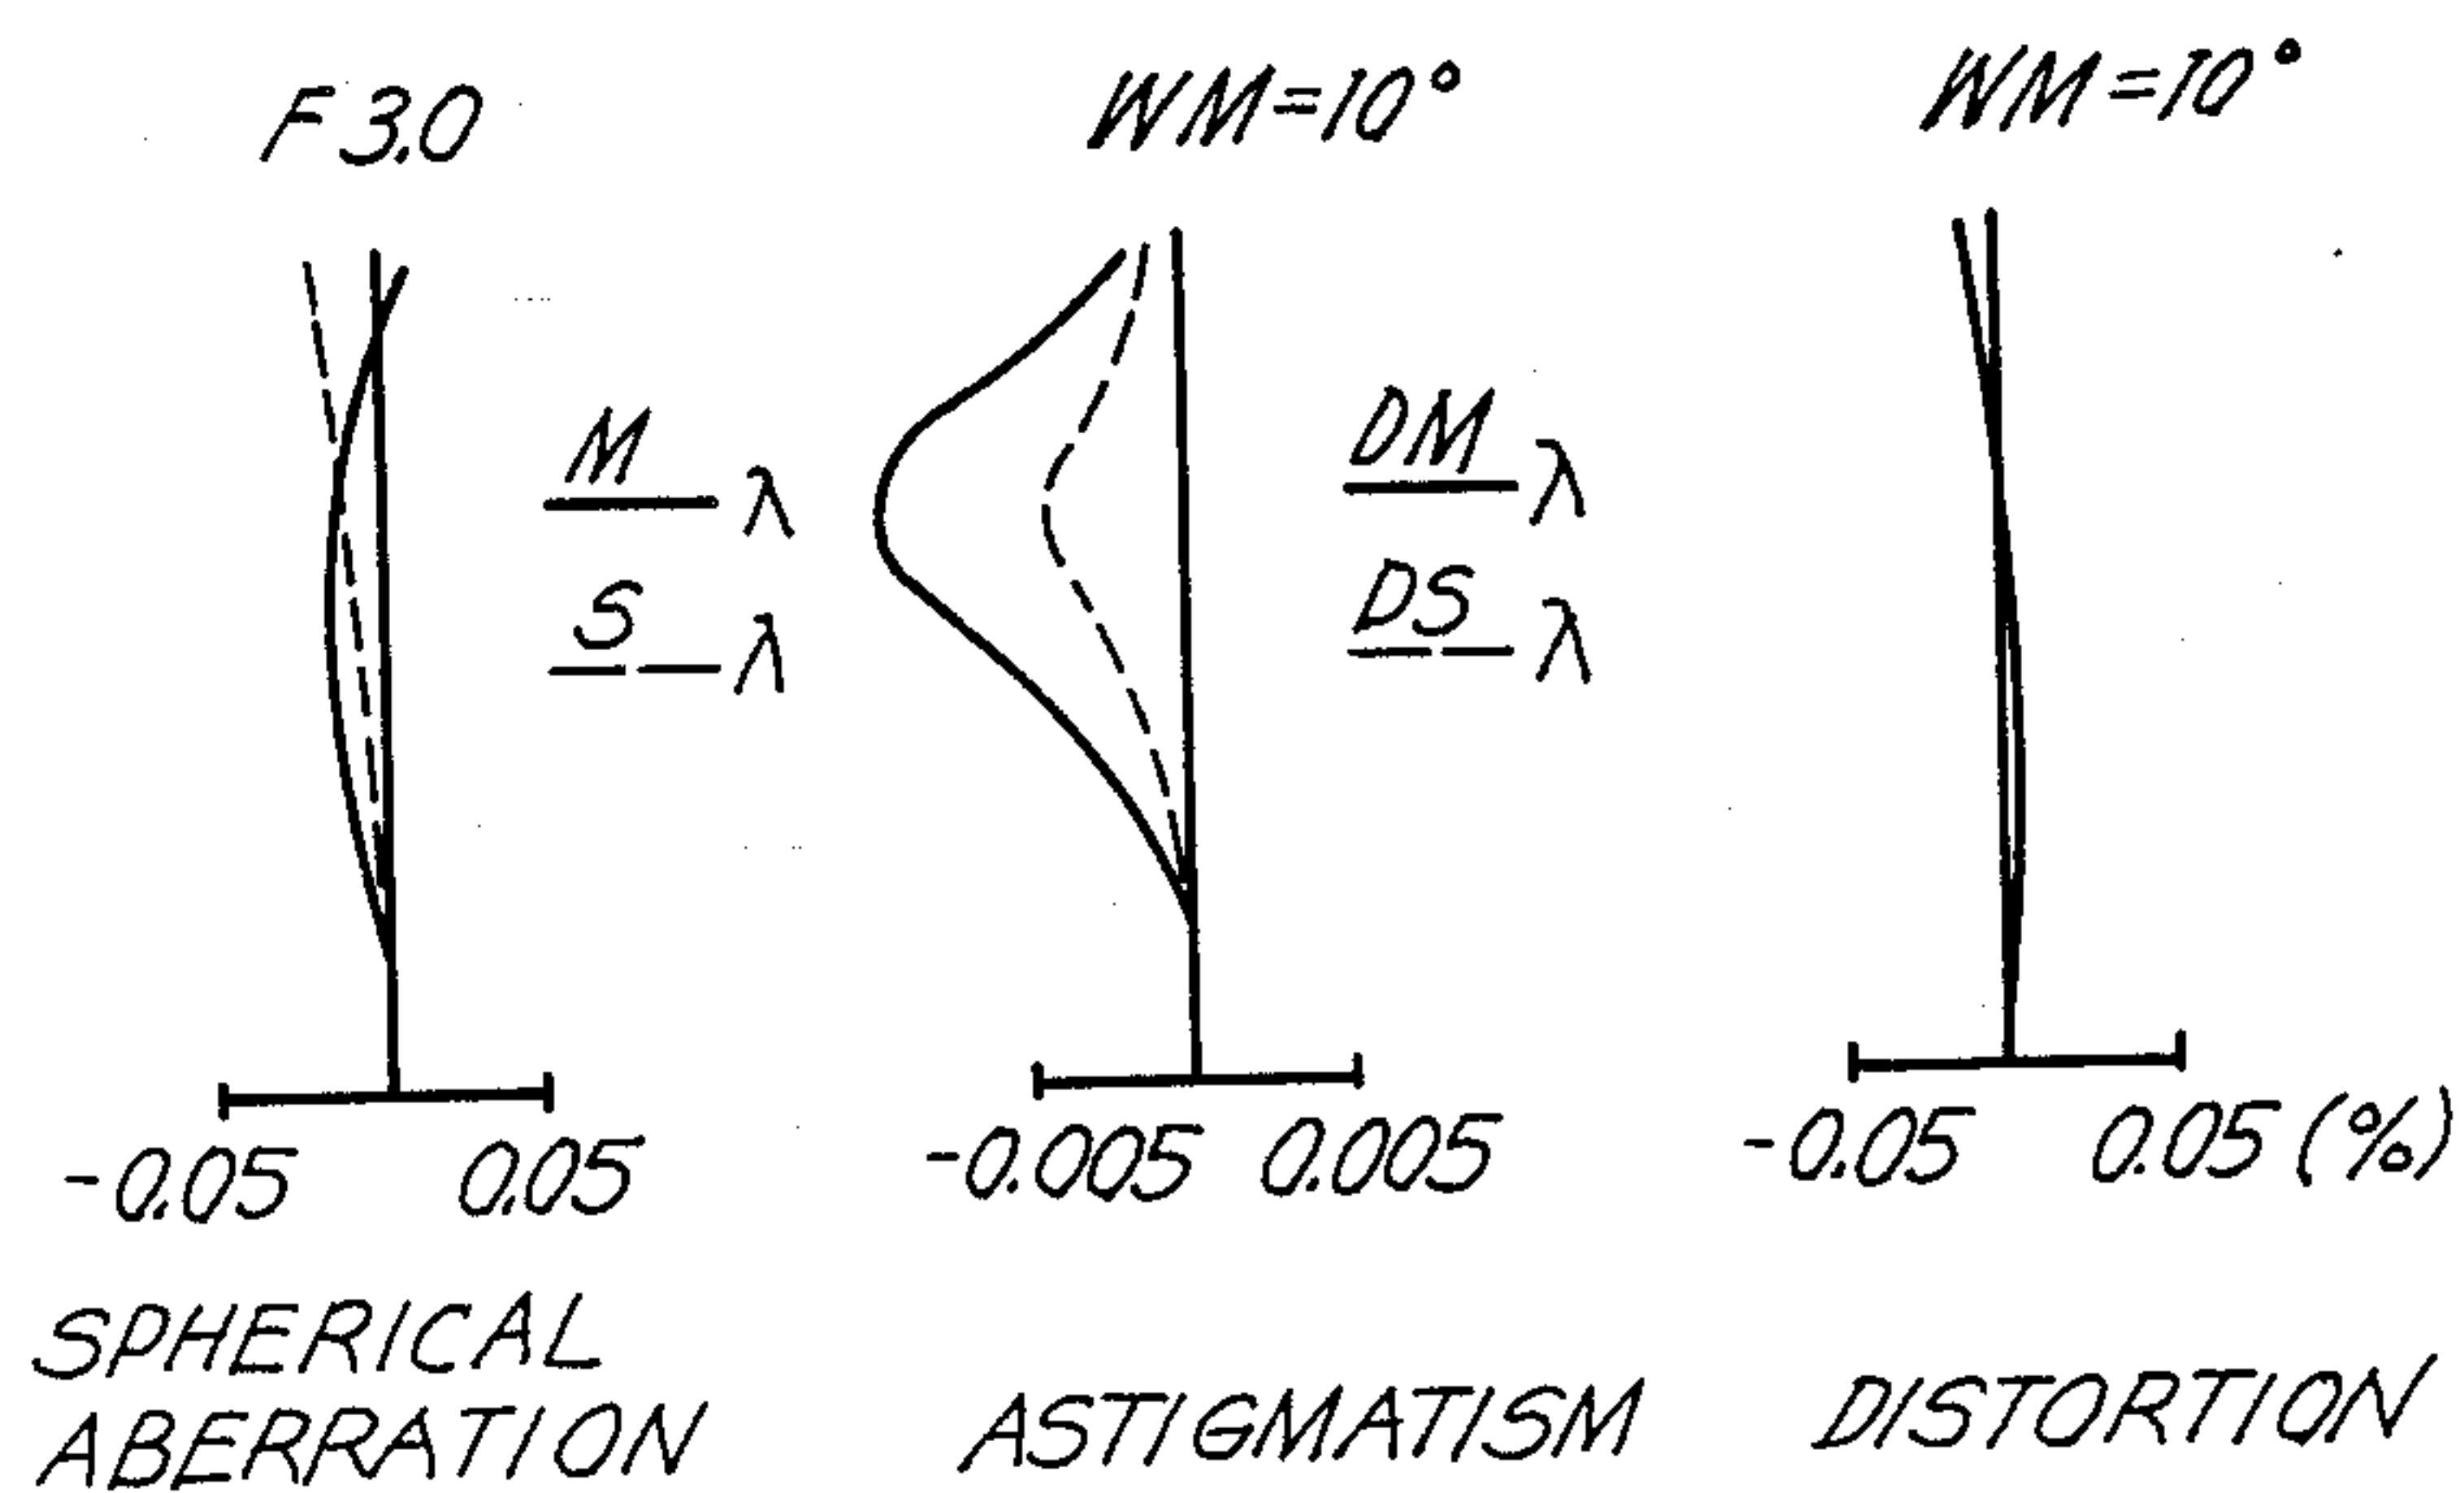 F 3.0
WM=10°
WM=10°
M λ
S λ
DM λ
DS λ
-0.05 0.05
-0.005 0.005
-0.05 0.05 (%)
SPHERICAL
ABERRATION
ASTIGMATISM
DISTORTION